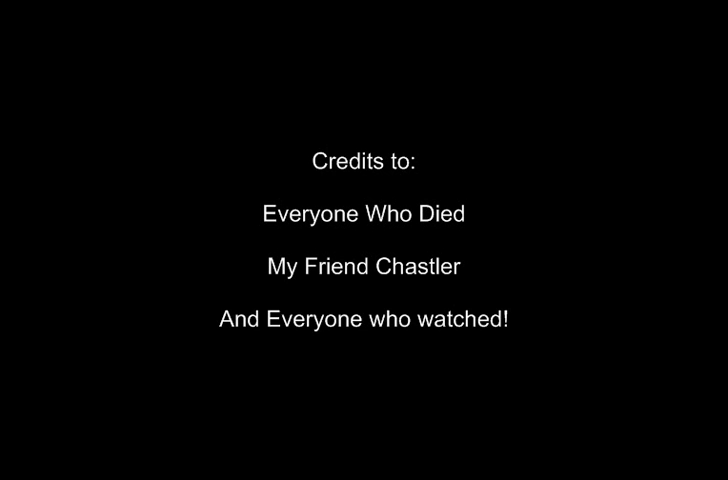 Credits to:
Everyone Who Died
My Friend Chastler
And Everyone who watched!